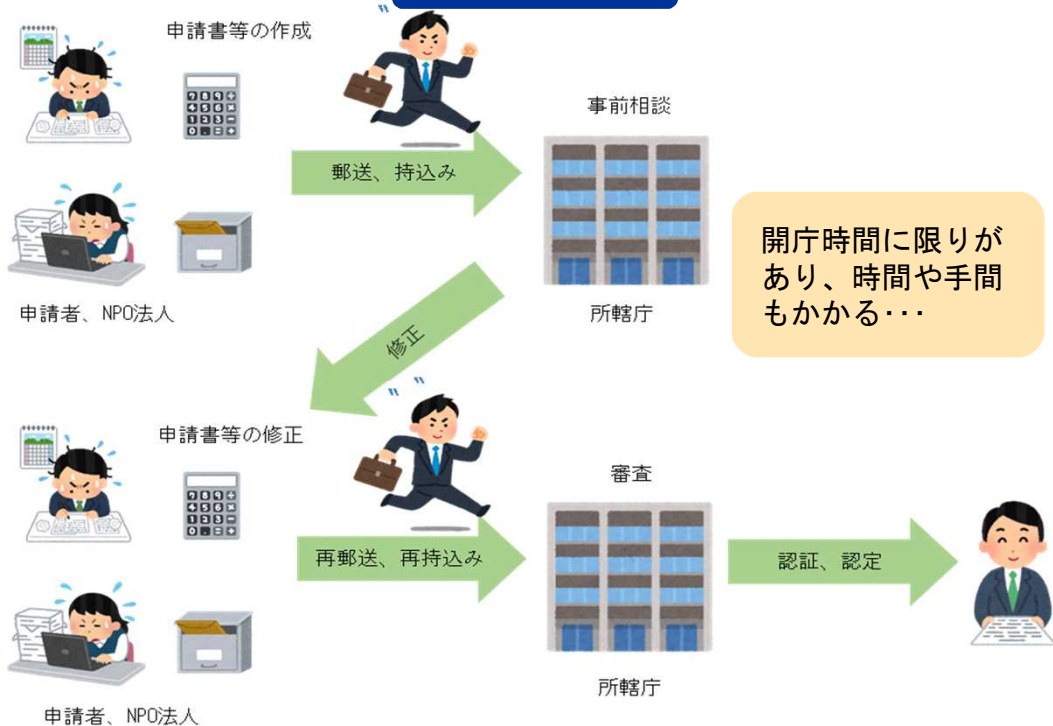 申請書等の作成
郵送、持込み
事前相談
申請者、NPO法人
所轄庁
開庁時間に限りが
あり、時間や手間
もかかる･･･
修正
申請書等の修正
再郵送、再持込み
審査
認証、認定
申請者、NPO法人
所轄庁